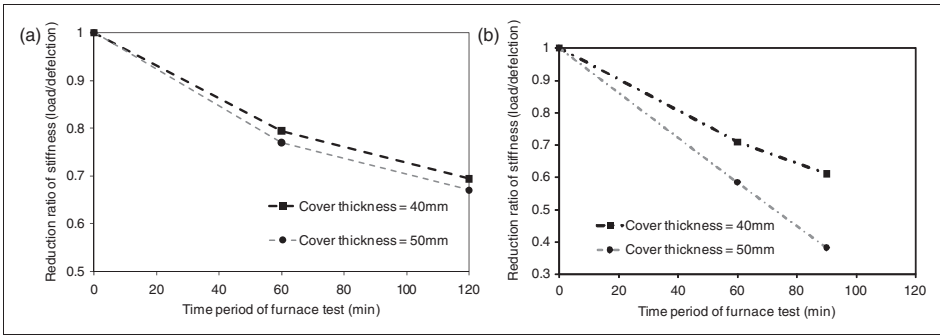 (a)
Reduction ratio of stiffness (load/defelction)
1
0.9
0.8
0.7
0.6
0.5
Cover thickness = 40mm
Cover thickness = 50mm
0 20 40 60 80 100 120
Time period of furnace test (min)
(b)
Reduction ratio of stiffness (load/defelction)
1
0.9
0.8
0.7
0.6
0.5
0.4
0.3
Cover thickness = 40mm
Cover thickness = 50mm
0 20 40 60 80 100 120
Time period of furnace test (min)